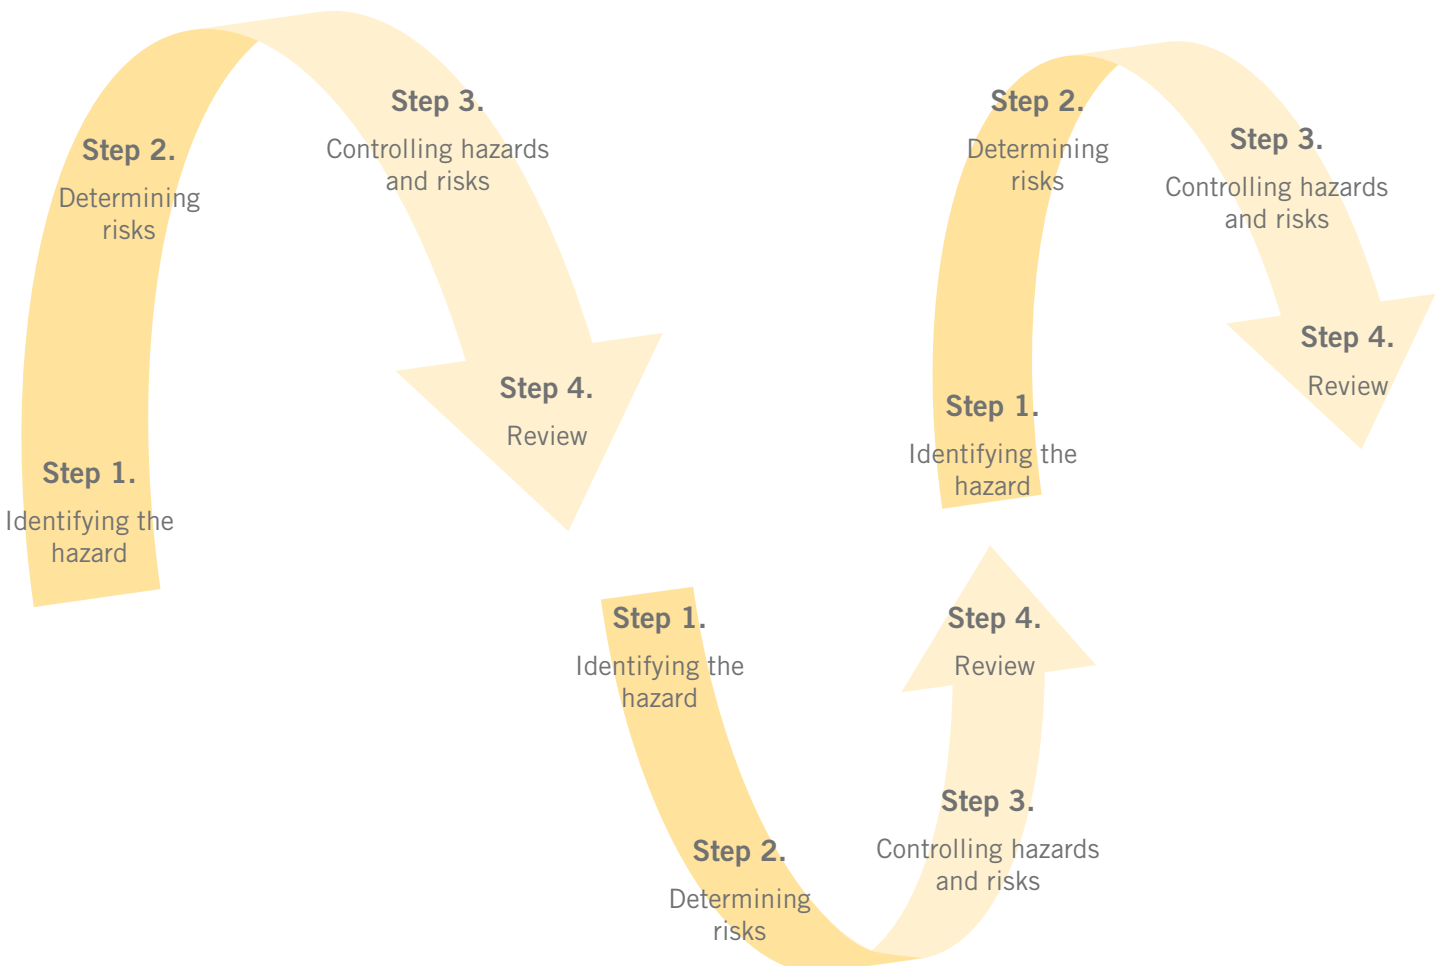 Step 1.
Identifying the
hazard
Step 2.
Determining
risks
Step 3.
Controlling hazards
and risks
Step 4.
Review
Step 1.
Identifying the
hazard
Step 2.
Determining
risks
Step 3.
Controlling hazards
and risks
Step 4.
Review
Step 1.
Identifying the
hazard
Step 2.
Determining
risks
Step 3.
Controlling hazards
and risks
Step 4.
Review